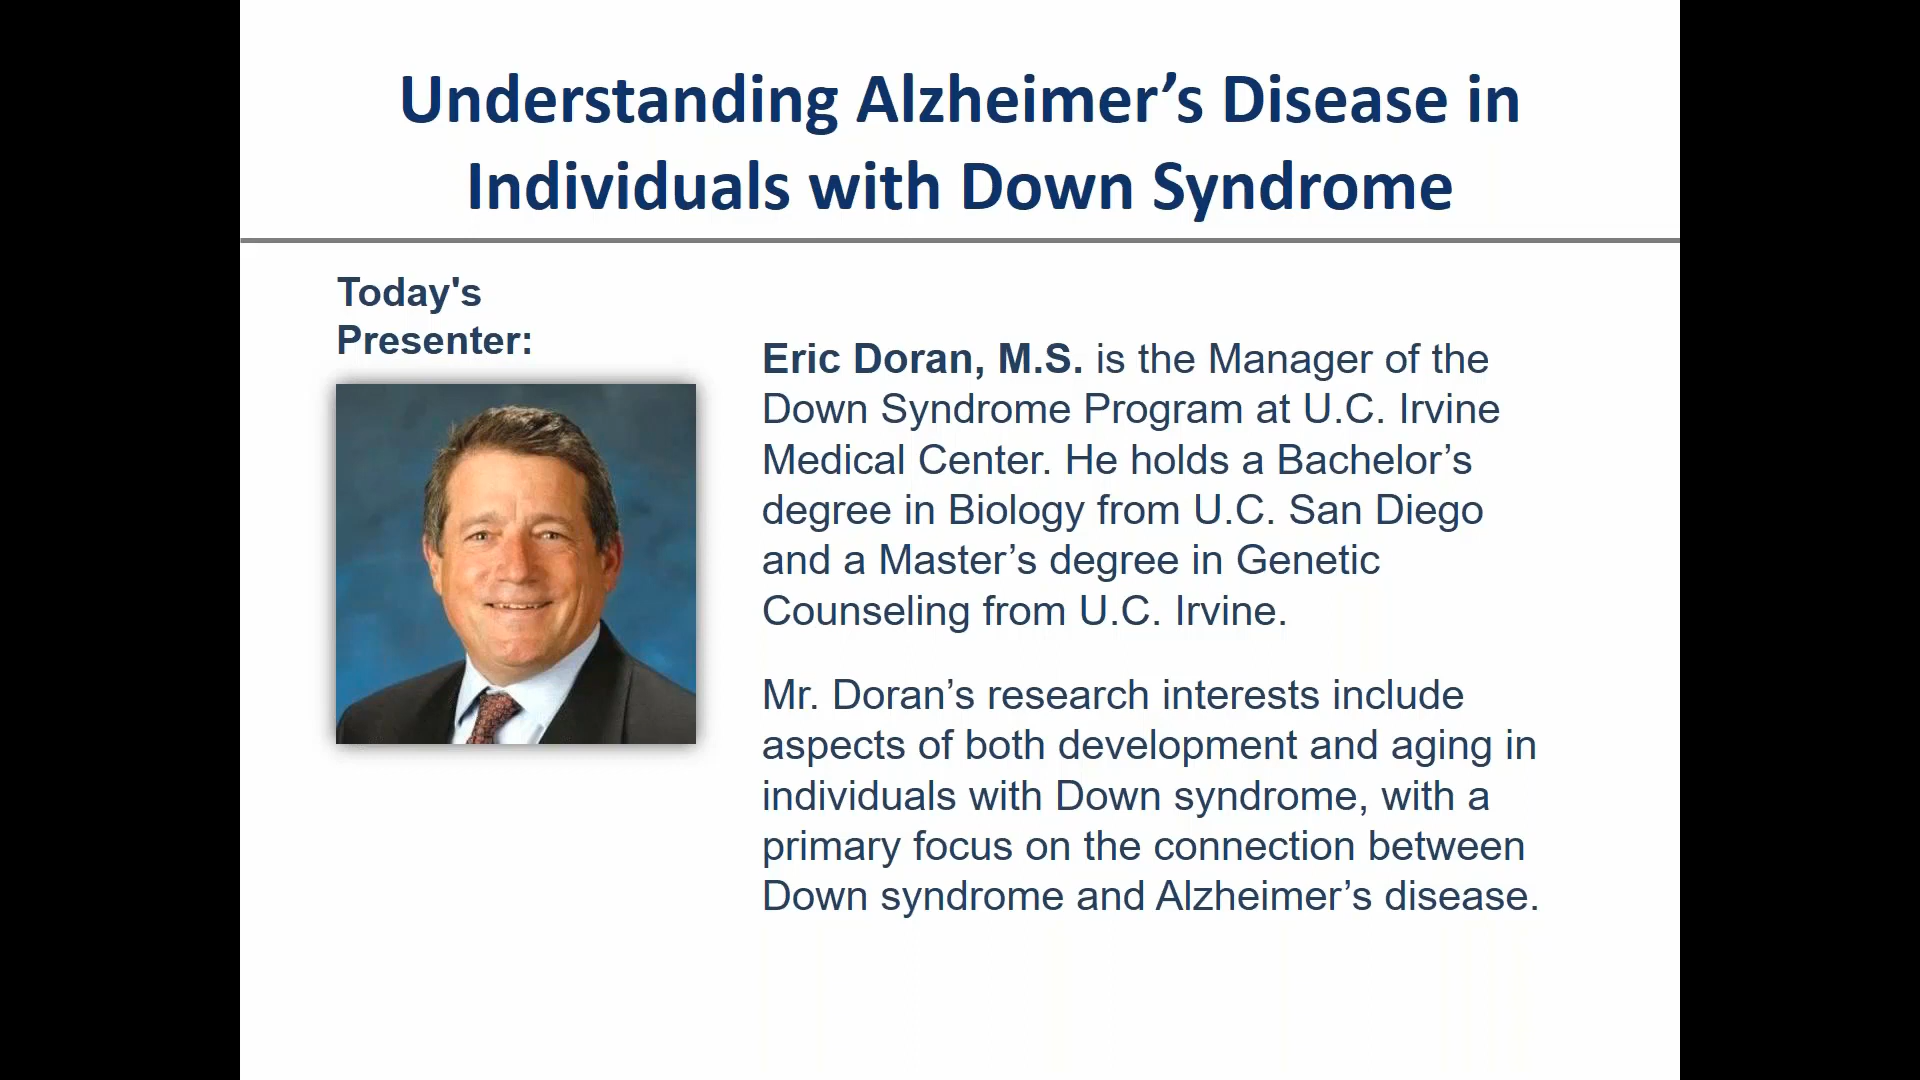 Understanding Alzheimer’s Disease in
Individuals with Down Syndrome
Today's
Presenter:
Eric Doran, M.S. is the Manager of the
Down Syndrome Program at U.C. Irvine
Medical Center. He holds a Bachelor’s
degree in Biology from U.C. San Diego
and a Master’s degree in Genetic
Counseling from U.C. Irvine.
Mr. Doran’s research interests include
aspects of both development and aging in
individuals with Down syndrome, with a
primary focus on the connection between
Down syndrome and Alzheimer’s disease.